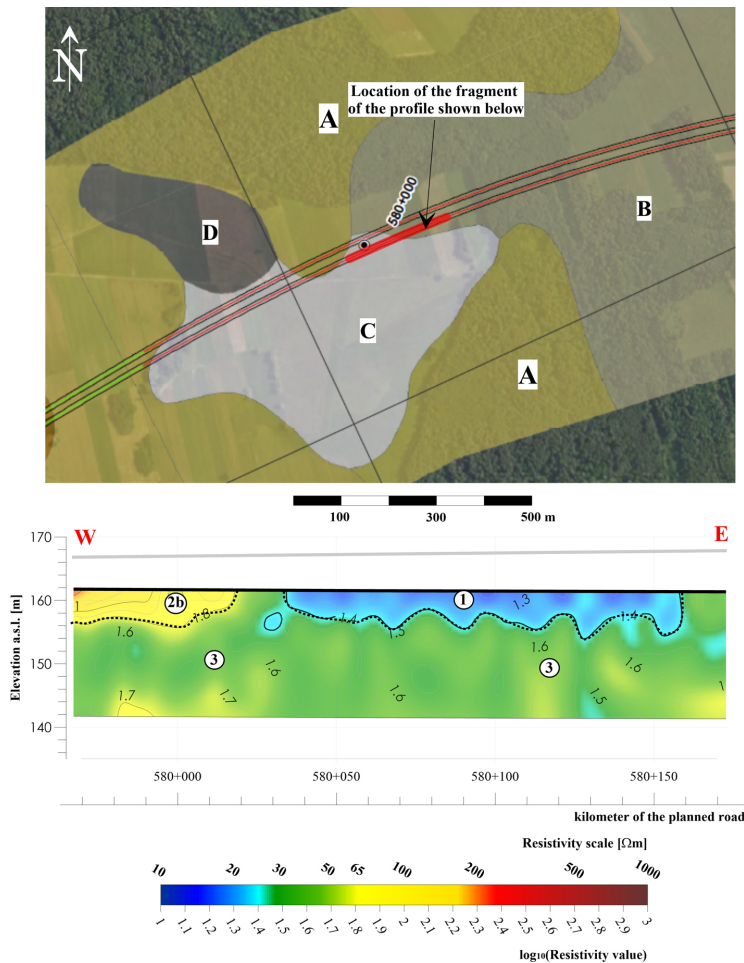 N
Location of the fragment
of the profile shown below
A
580+000
B
D
C
A
100 300 500 m
W E
170
160
150
140
Elevation a.s.l. [m]
1 2b 1.8 1.6 1 1.3 1.4 1.4 1.5
3 1.6 1.6 3 1.6
1.7 1.7 1.6 1.5 1
580+000 580+050 580+100 580+150
kilometer of the planned road
Resistivity scale [Ωm]
10 20 30 50 65 100 200 500 1000
1 1.1 1.2 1.3 1.4 1.5 1.6 1.7 1.8 1.9 2 2.1 2.2 2.3 2.4 2.5 2.6 2.7 2.8 2.9 3
log₁₀(Resistivity value)